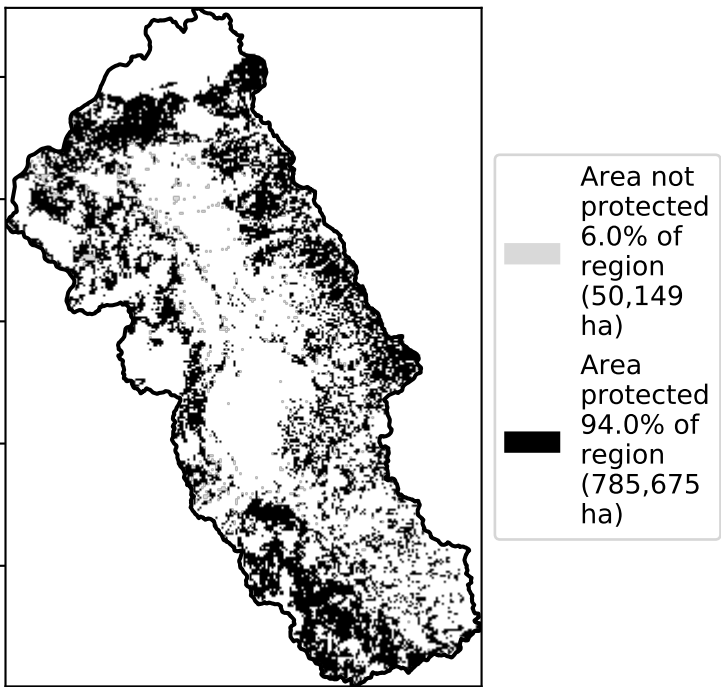 Area not
protected
6.0% of
region
(50,149
ha)
Area
protected
94.0% of
region
(785,675
ha)